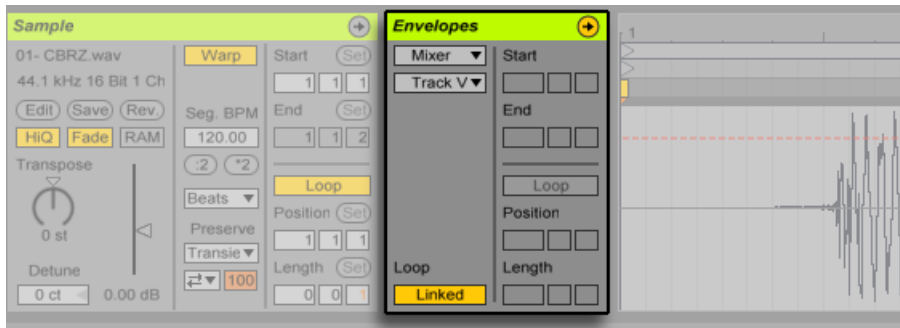 Sample
01- CBRZ.wav
44.1 kHz 16 Bit 1 Ch
Edit Save Rev.
HiQ Fade RAM
Transpose
0 st
Detune
0 ct 0.00 dB
Warp
Seg. BPM
120.00
:2 *2
Beats
Preserve
Transie
100
Start Set
1 1 1
End Set
1 1 2
Loop
Position Set
1 1 1
Length Set
0 0 1
Envelopes
Mixer
Track V
Loop
Linked
Start
End
Loop
Position
Length
1